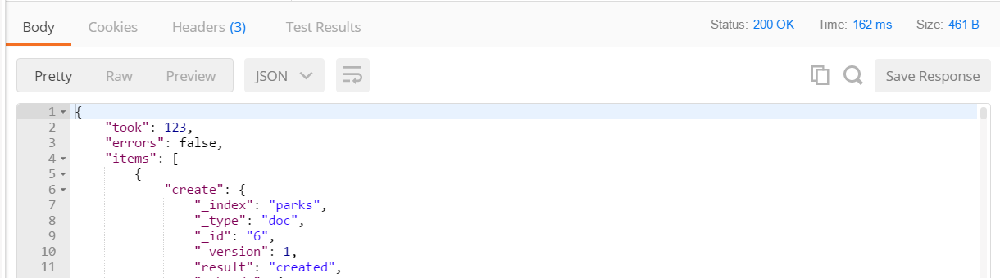 Body Cookies Headers (3) Test Results Status: 200 OK Time: 162 ms Size: 461 B
Pretty Raw Preview JSON Save Response
1 {
2 "took": 123,
3 "errors": false,
4 "items": [
5 {
6 "create": {
7 "_index": "parks",
8 "_type": "doc",
9 "_id": "6",
10 "_version": 1,
11 "result": "created",